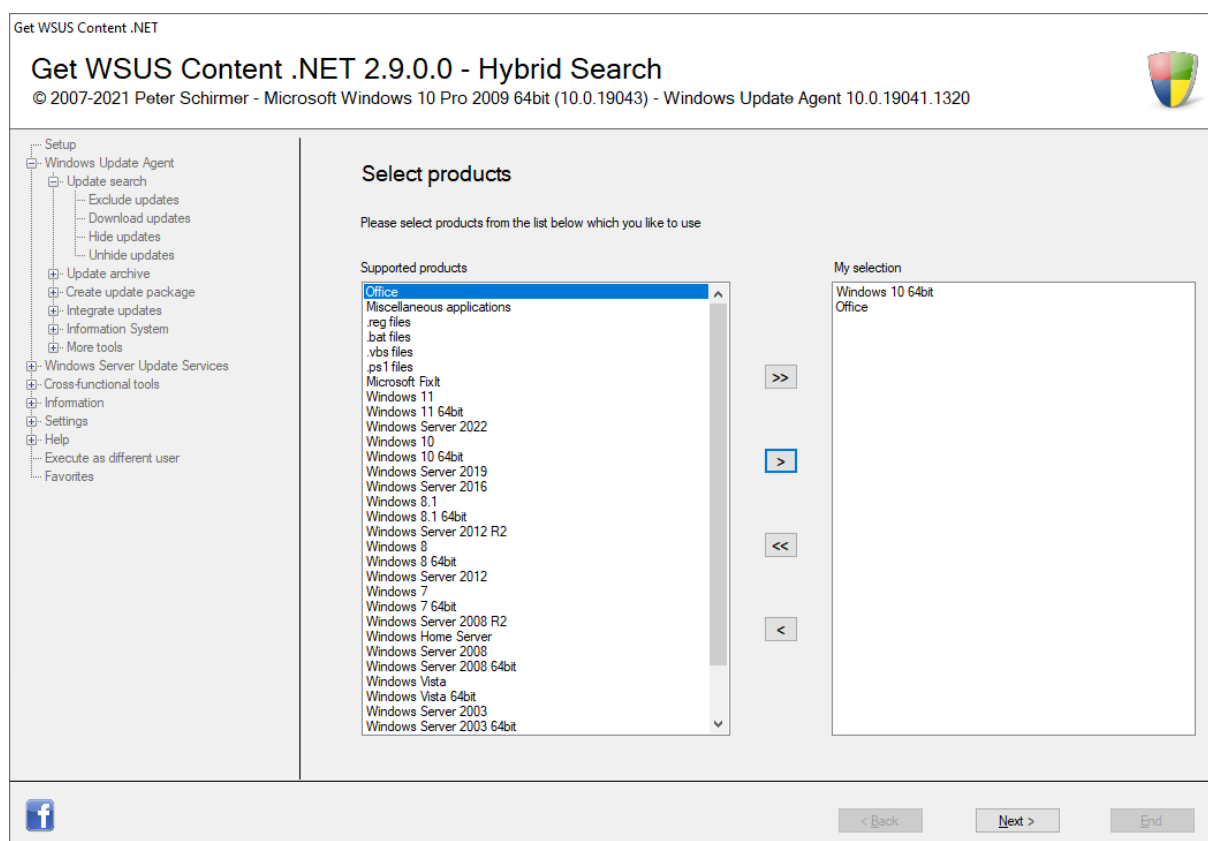 Get WSUS Content .NET
Get WSUS Content .NET 2.9.0.0 - Hybrid Search
© 2007-2021 Peter Schirmer - Microsoft Windows 10 Pro 2009 64bit (10.0.19043) - Windows Update Agent 10.0.19041.1320
Setup
Windows Update Agent
Update search
Exclude updates
Download updates
Hide updates
Unhide updates
Update archive
Create update package
Integrate updates
Information System
More tools
Windows Server Update Services
Cross-functional tools
Information
Settings
Help
Execute as different user
Favorites
Select products
Please select products from the list below which you like to use
Supported products
Office
Miscellaneous applications
.reg files
.bat files
.vbs files
.ps1 files
Microsoft FixIt
Windows 11
Windows 11 64bit
Windows Server 2022
Windows 10
Windows 10 64bit
Windows Server 2019
Windows Server 2016
Windows 8.1
Windows 8.1 64bit
Windows Server 2012 R2
Windows 8
Windows 8 64bit
Windows Server 2012
Windows 7
Windows 7 64bit
Windows Server 2008 R2
Windows Home Server
Windows Server 2008
Windows Server 2008 64bit
Windows Vista
Windows Vista 64bit
Windows Server 2003
Windows Server 2003 64bit
>>
>
<<
<
My selection
Windows 10 64bit
Office
f
< Back
Next >
End